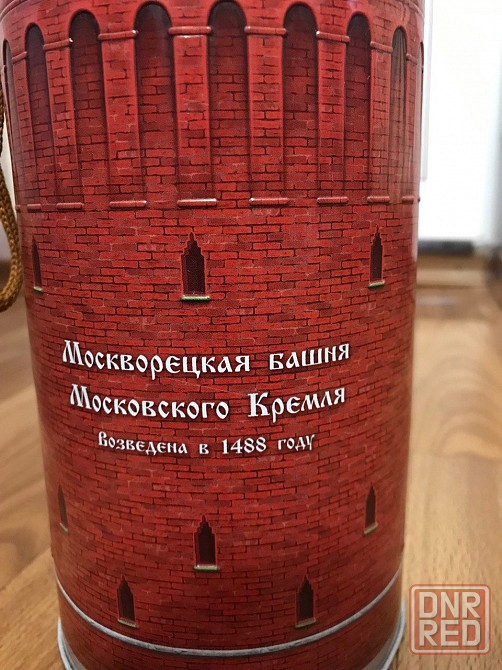 Москворецкая башня
Московского Кремля
Возведена в 1488 году
DNR
RED